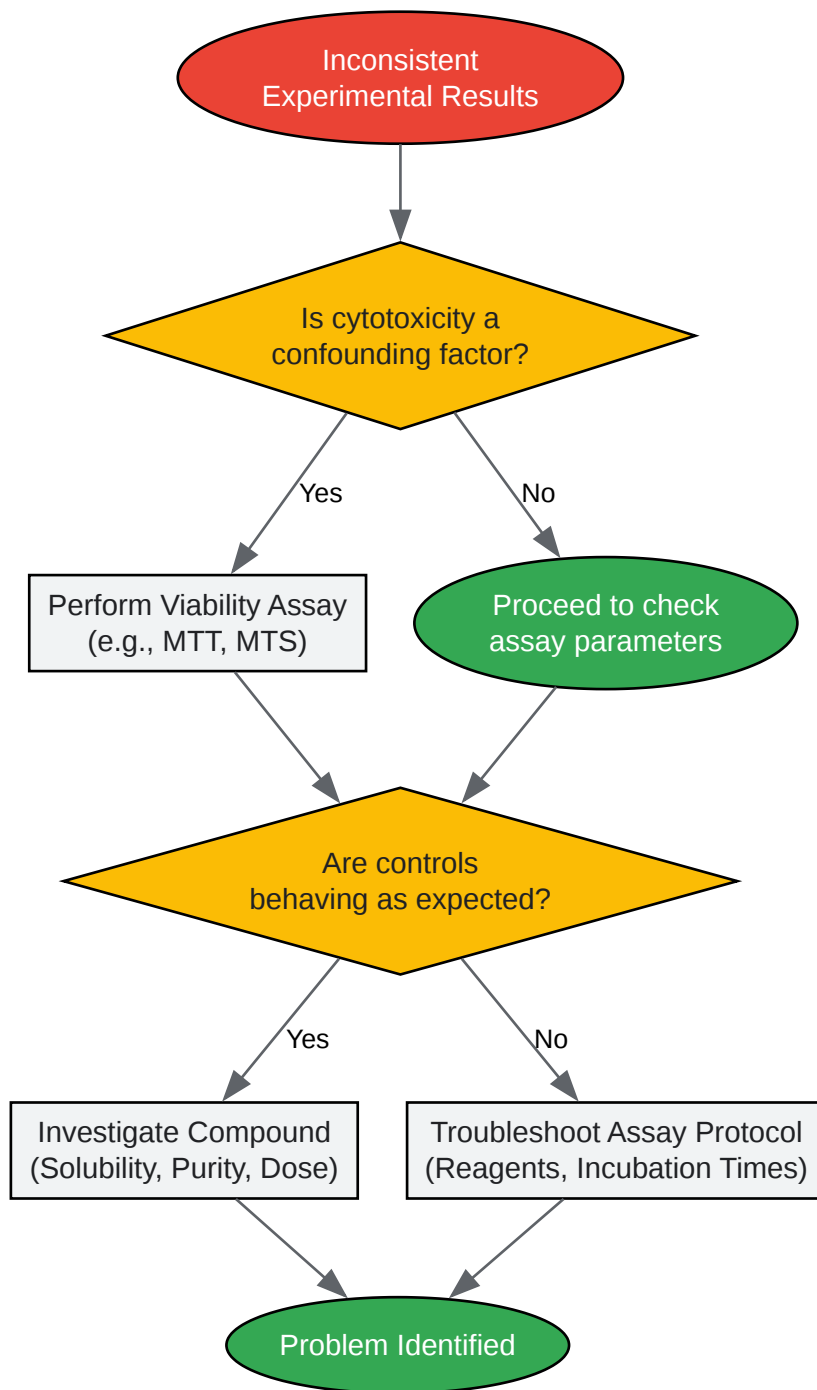 Inconsistent
Experimental Results
Is cytotoxicity a
confounding factor?
Yes
No
Perform Viability Assay
(e.g., MTT, MTS)
Proceed to check
assay parameters
Are controls
behaving as expected?
Yes
No
Investigate Compound
(Solubility, Purity, Dose)
Troubleshoot Assay Protocol
(Reagents, Incubation Times)
Problem Identified